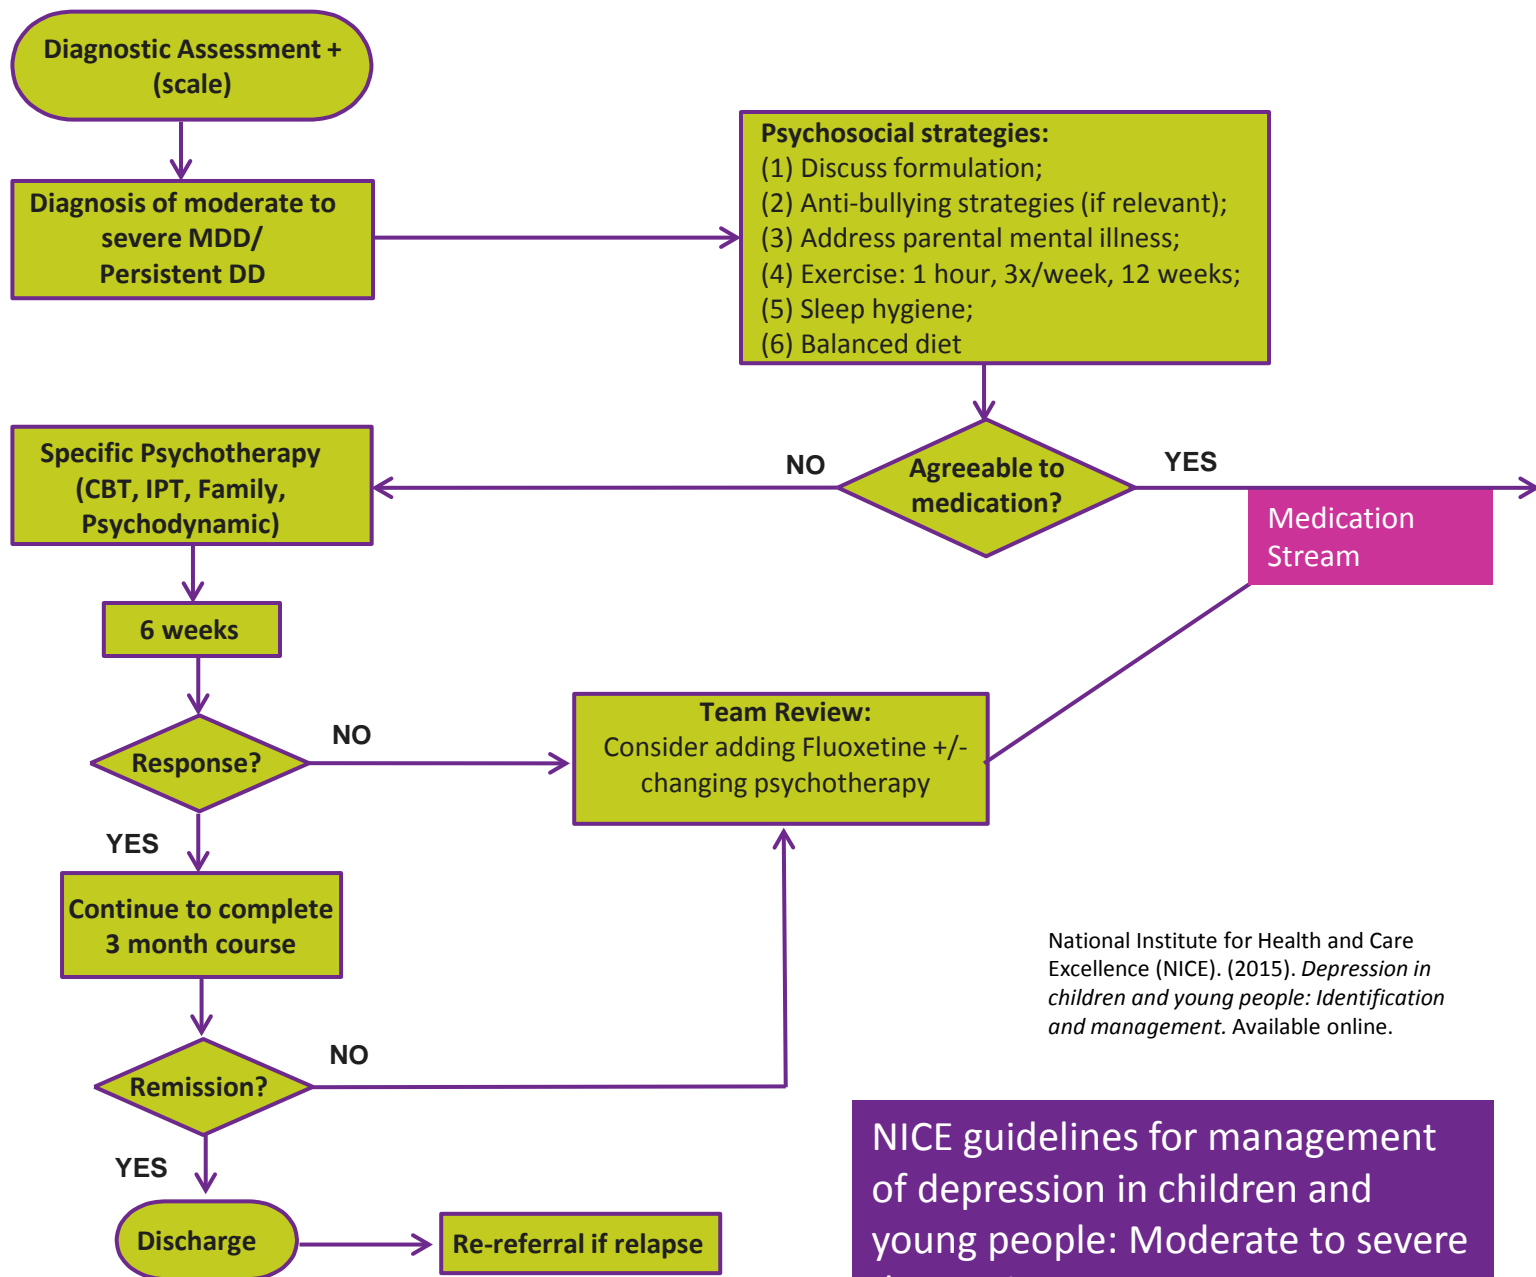 Diagnostic Assessment +
(scale)
Diagnosis of moderate to
severe MDD/
Persistent DD
Psychosocial strategies:
(1) Discuss formulation;
(2) Anti-bullying strategies (if relevant);
(3) Address parental mental illness;
(4) Exercise: 1 hour, 3x/week, 12 weeks;
(5) Sleep hygiene;
(6) Balanced diet
Agreeable to
medication?
NO
YES
Medication
Stream
Specific Psychotherapy
(CBT, IPT, Family,
Psychodynamic)
6 weeks
Response?
NO
YES
Team Review:
Consider adding Fluoxetine +/-
changing psychotherapy
Continue to complete
3 month course
Remission?
NO
YES
Discharge
Re-referral if relapse
National Institute for Health and Care
Excellence (NICE). (2015). Depression in
children and young people: Identification
and management. Available online.
NICE guidelines for management
of depression in children and
young people: Moderate to severe